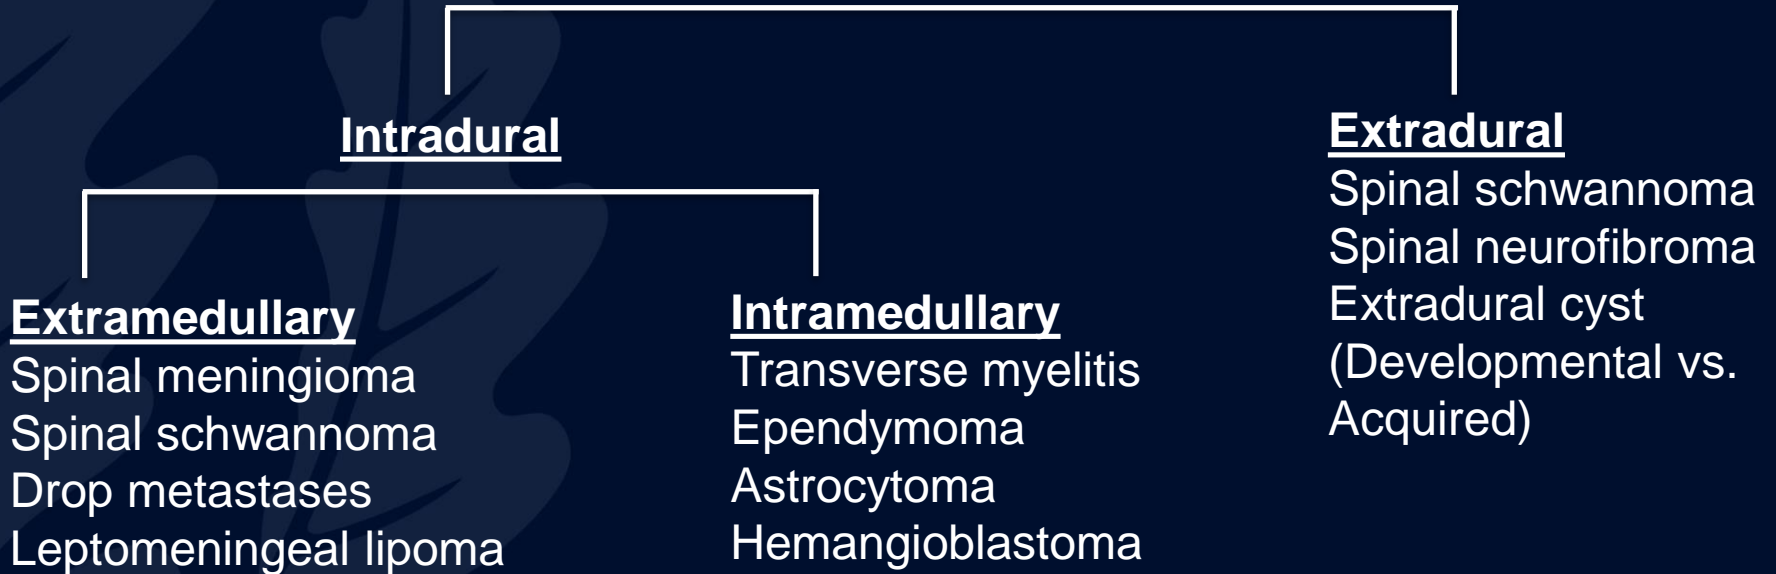 Intradural
Extramedullary
Spinal meningioma
Spinal schwannoma
Drop metastases
Leptomeningeal lipoma
Intramedullary
Transverse myelitis
Ependymoma
Astrocytoma
Hemangioblastoma
Extradural
Spinal schwannoma
Spinal neurofibroma
Extradural cyst
(Developmental vs.
Acquired)